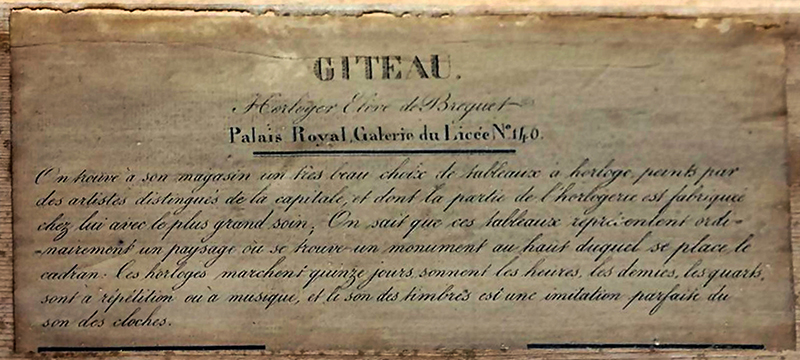 GITEAU.
Horloger Elève de Breguet
Palais Royal, Galerie du Licée Nº 140.
On trouve à son magasin un très beau choix de tableaux à horloge, peints par
des artistes distingués de la capitale, et dont la partie de l'horlogerie est fabriquée
chez lui avec le plus grand soin; On sait que ces tableaux représentent ordi-
-nairement un paysage où se trouve un monument au haut duquel se place le
cadran. Ces horloges marchent quinze jours, sonnent les heures, les demies, les quarts,
sont à répétition ou à musique, et le son des timbres est une imitation parfaite du
son des cloches.